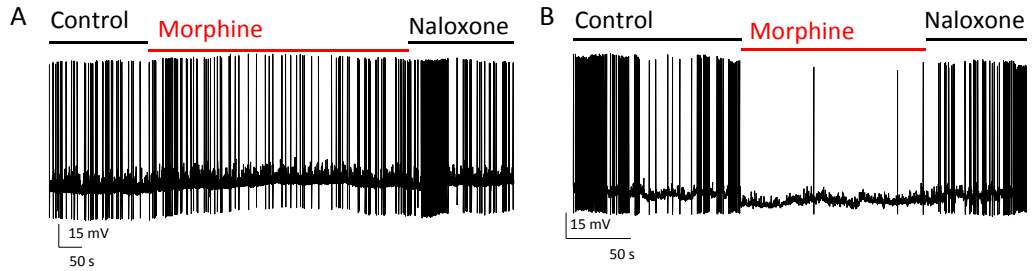 A
Control
Morphine
Naloxone
15 mV
50 s
B
Control
Morphine
Naloxone
15 mV
50 s